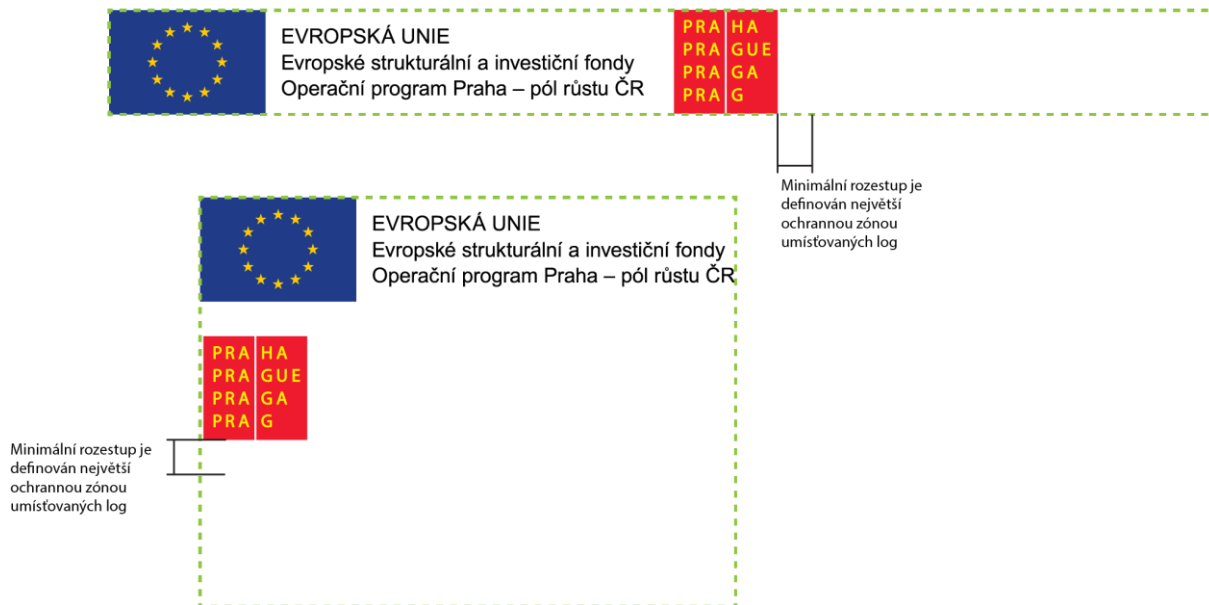 EVROPSKÁ UNIE
Evropské strukturální a investiční fondy
Operační program Praha – pól růstu ČR
PRA HA
PRA GUE
PRA GA
PRA G
Minimální rozestup je
definován největší
ochrannou zónou
umísťovaných log
EVROPSKÁ UNIE
Evropské strukturální a investiční fondy
Operační program Praha – pól růstu ČR
PRA HA
PRA GUE
PRA GA
PRA G
Minimální rozestup je
definován největší
ochrannou zónou
umísťovaných log